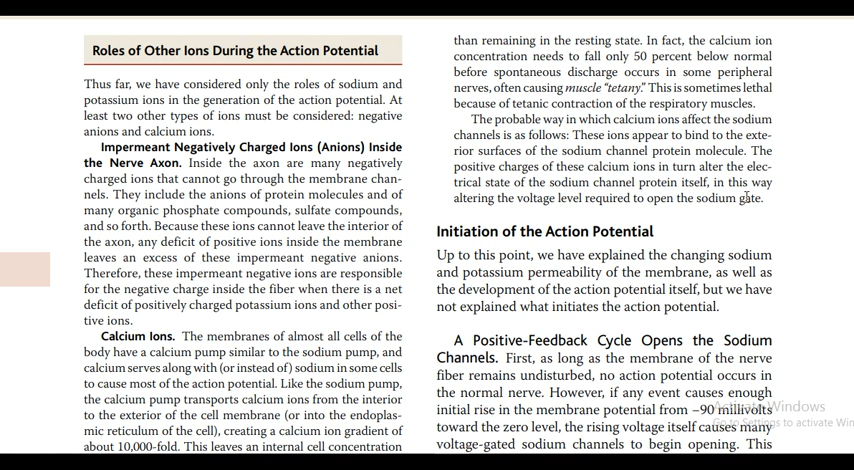 Roles of Other Ions During the Action Potential
Thus far, we have considered only the roles of sodium and
potassium ions in the generation of the action potential. At
least two other types of ions must be considered: negative
anions and calcium ions.
Impermeant Negatively Charged Ions (Anions) Inside
the Nerve Axon. Inside the axon are many negatively
charged ions that cannot go through the membrane chan-
nels. They include the anions of protein molecules and of
many organic phosphate compounds, sulfate compounds,
and so forth. Because these ions cannot leave the interior of
the axon, any deficit of positive ions inside the membrane
leaves an excess of these impermeant negative anions.
Therefore, these impermeant negative ions are responsible
for the negative charge inside the fiber when there is a net
deficit of positively charged potassium ions and other posi-
tive ions.
Calcium Ions. The membranes of almost all cells of the
body have a calcium pump similar to the sodium pump, and
calcium serves along with (or instead of) sodium in some cells
to cause most of the action potential. Like the sodium pump,
the calcium pump transports calcium ions from the interior
to the exterior of the cell membrane (or into the endoplas-
mic reticulum of the cell), creating a calcium ion gradient of
about 10,000-fold. This leaves an internal cell concentration
than remaining in the resting state. In fact, the calcium ion
concentration needs to fall only 50 percent below normal
before spontaneous discharge occurs in some peripheral
nerves, often causing muscle “tetany.” This is sometimes lethal
because of tetanic contraction of the respiratory muscles.
The probable way in which calcium ions affect the sodium
channels is as follows: These ions appear to bind to the exte-
rior surfaces of the sodium channel protein molecule. The
positive charges of these calcium ions in turn alter the elec-
trical state of the sodium channel protein itself, in this way
altering the voltage level required to open the sodium gate.
Initiation of the Action Potential
Up to this point, we have explained the changing sodium
and potassium permeability of the membrane, as well as
the development of the action potential itself, but we have
not explained what initiates the action potential.
A Positive-Feedback Cycle Opens the Sodium
Channels. First, as long as the membrane of the nerve
fiber remains undisturbed, no action potential occurs in
the normal nerve. However, if any event causes enough
initial rise in the membrane potential from −90 millivolts
toward the zero level, the rising voltage itself causes many
voltage-gated sodium channels to begin opening. This
Activate Windows
Go to Settings to activate Win